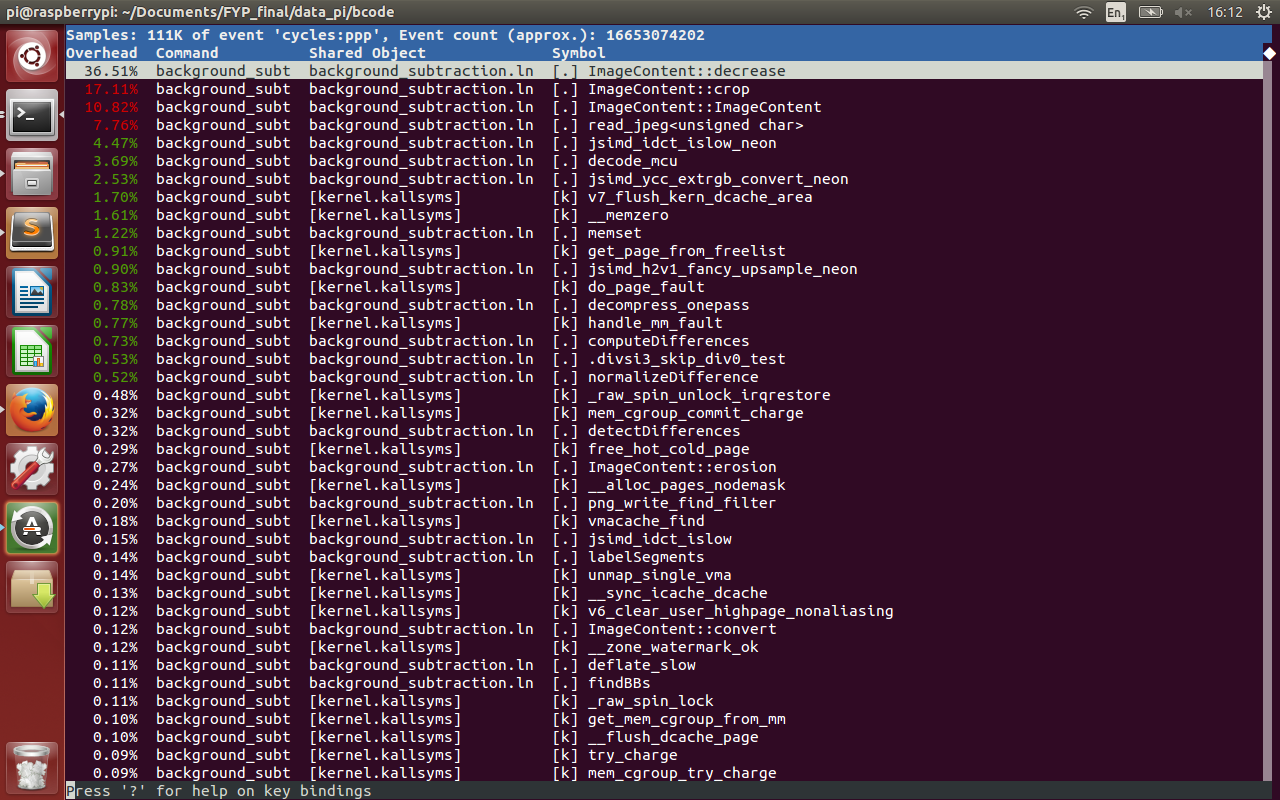 pi@raspberrypi: ~/Documents/FYP_final/data_pi/bcode En1 16:12
Samples: 111K of event 'cycles:ppp', Event count (approx.): 16653074202
Overhead  Command  Shared Object  Symbol
36.51%  background_subt  background_subtraction.ln  [.] ImageContent::decrease
17.11%  background_subt  background_subtraction.ln  [.] ImageContent::crop
10.82%  background_subt  background_subtraction.ln  [.] ImageContent::ImageContent
7.76%  background_subt  background_subtraction.ln  [.] read_jpeg<unsigned char>
4.47%  background_subt  background_subtraction.ln  [.] jsimd_idct_islow_neon
3.69%  background_subt  background_subtraction.ln  [.] decode_mcu
2.53%  background_subt  background_subtraction.ln  [.] jsimd_ycc_extrgb_convert_neon
1.70%  background_subt  [kernel.kallsyms]  [k] v7_flush_kern_dcache_area
1.61%  background_subt  [kernel.kallsyms]  [k] __memzero
1.22%  background_subt  background_subtraction.ln  [.] memset
0.91%  background_subt  [kernel.kallsyms]  [k] get_page_from_freelist
0.90%  background_subt  background_subtraction.ln  [.] jsimd_h2v1_fancy_upsample_neon
0.83%  background_subt  [kernel.kallsyms]  [k] do_page_fault
0.78%  background_subt  background_subtraction.ln  [.] decompress_onepass
0.77%  background_subt  [kernel.kallsyms]  [k] handle_mm_fault
0.73%  background_subt  background_subtraction.ln  [.] computeDifferences
0.53%  background_subt  background_subtraction.ln  [.] .divsi3_skip_div0_test
0.52%  background_subt  background_subtraction.ln  [.] normalizeDifference
0.48%  background_subt  [kernel.kallsyms]  [k] _raw_spin_unlock_irqrestore
0.32%  background_subt  [kernel.kallsyms]  [k] mem_cgroup_commit_charge
0.32%  background_subt  background_subtraction.ln  [.] detectDifferences
0.29%  background_subt  [kernel.kallsyms]  [k] free_hot_cold_page
0.27%  background_subt  background_subtraction.ln  [.] ImageContent::erosion
0.24%  background_subt  [kernel.kallsyms]  [k] __alloc_pages_nodemask
0.20%  background_subt  background_subtraction.ln  [.] png_write_find_filter
0.18%  background_subt  [kernel.kallsyms]  [k] vmacache_find
0.15%  background_subt  background_subtraction.ln  [.] jsimd_idct_islow
0.14%  background_subt  background_subtraction.ln  [.] labelSegments
0.14%  background_subt  [kernel.kallsyms]  [k] unmap_single_vma
0.13%  background_subt  [kernel.kallsyms]  [k] __sync_icache_dcache
0.12%  background_subt  [kernel.kallsyms]  [k] v6_clear_user_highpage_nonaliasing
0.12%  background_subt  background_subtraction.ln  [.] ImageContent::convert
0.12%  background_subt  [kernel.kallsyms]  [k] __zone_watermark_ok
0.11%  background_subt  background_subtraction.ln  [.] deflate_slow
0.11%  background_subt  background_subtraction.ln  [.] findBBs
0.11%  background_subt  [kernel.kallsyms]  [k] _raw_spin_lock
0.10%  background_subt  [kernel.kallsyms]  [k] get_mem_cgroup_from_mm
0.10%  background_subt  [kernel.kallsyms]  [k] __flush_dcache_page
0.09%  background_subt  [kernel.kallsyms]  [k] try_charge
0.09%  background_subt  [kernel.kallsyms]  [k] mem_cgroup_try_charge
Press '?' for help on key bindings